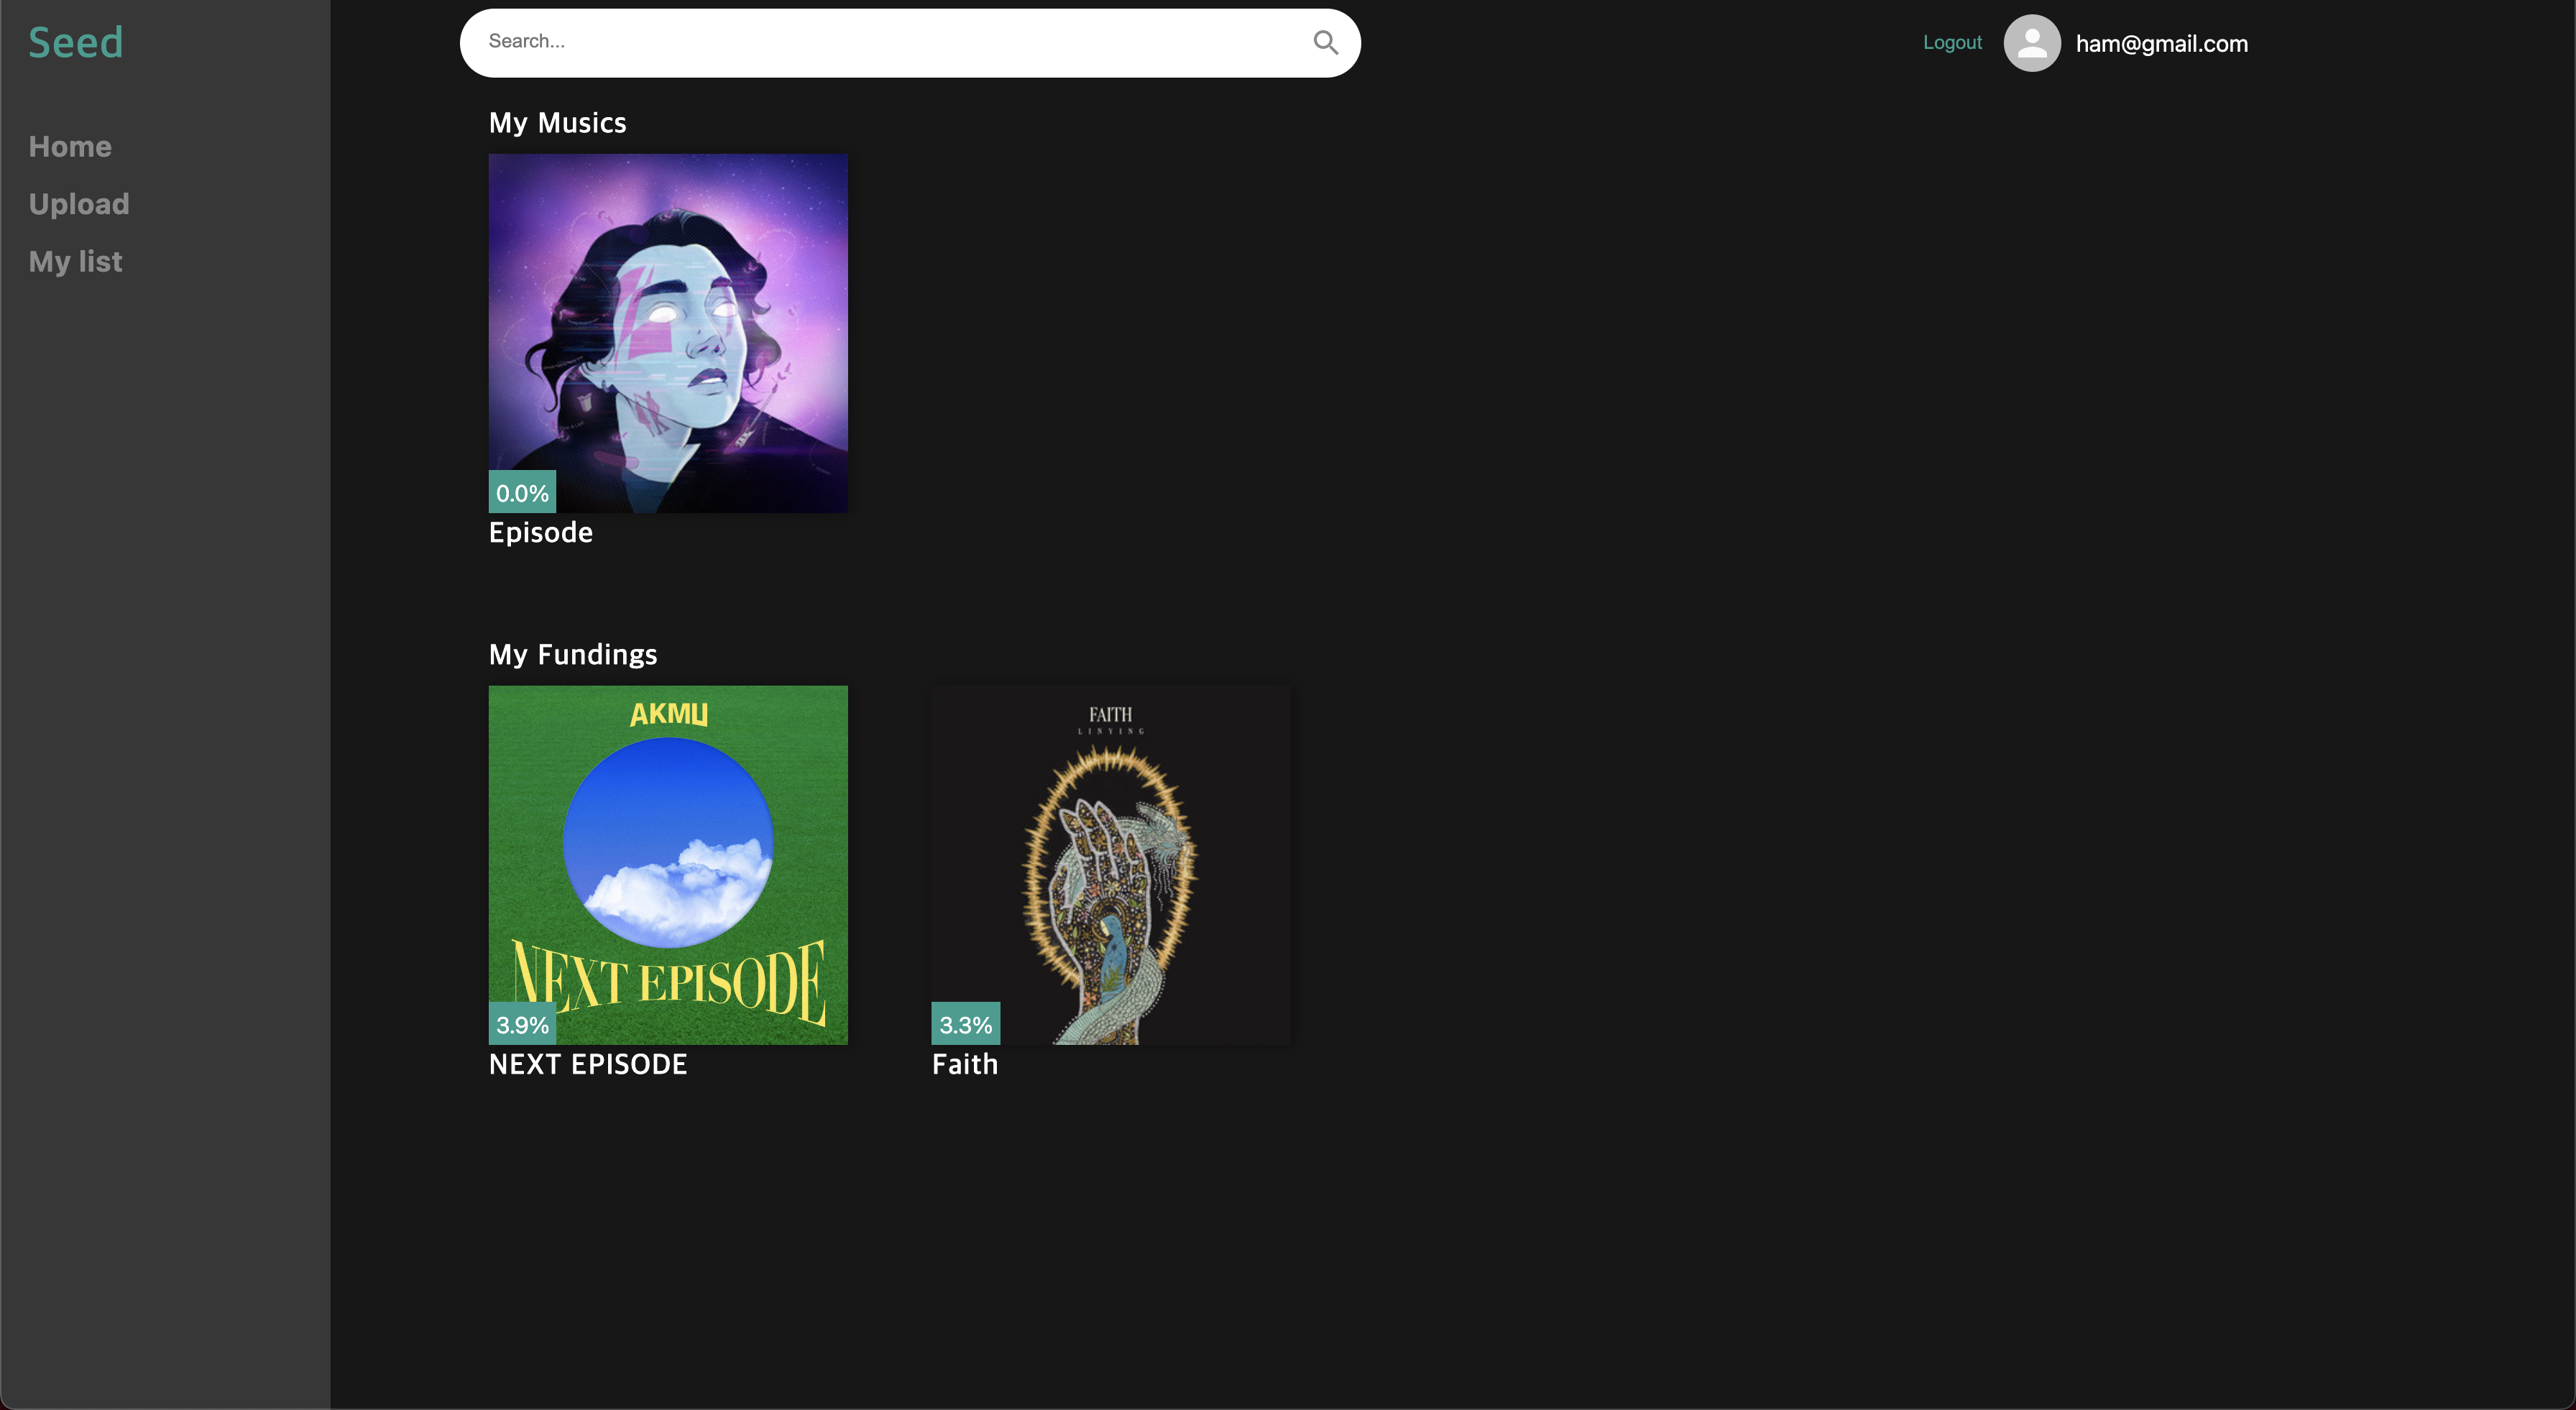 Seed
Search...
Logout
ham@gmail.com
Home
Upload
My list
My Musics
0.0%
Episode
My Fundings
AKMU
NEXT EPISODE
3.9%
NEXT EPISODE
FAITH
LINYING
3.3%
Faith